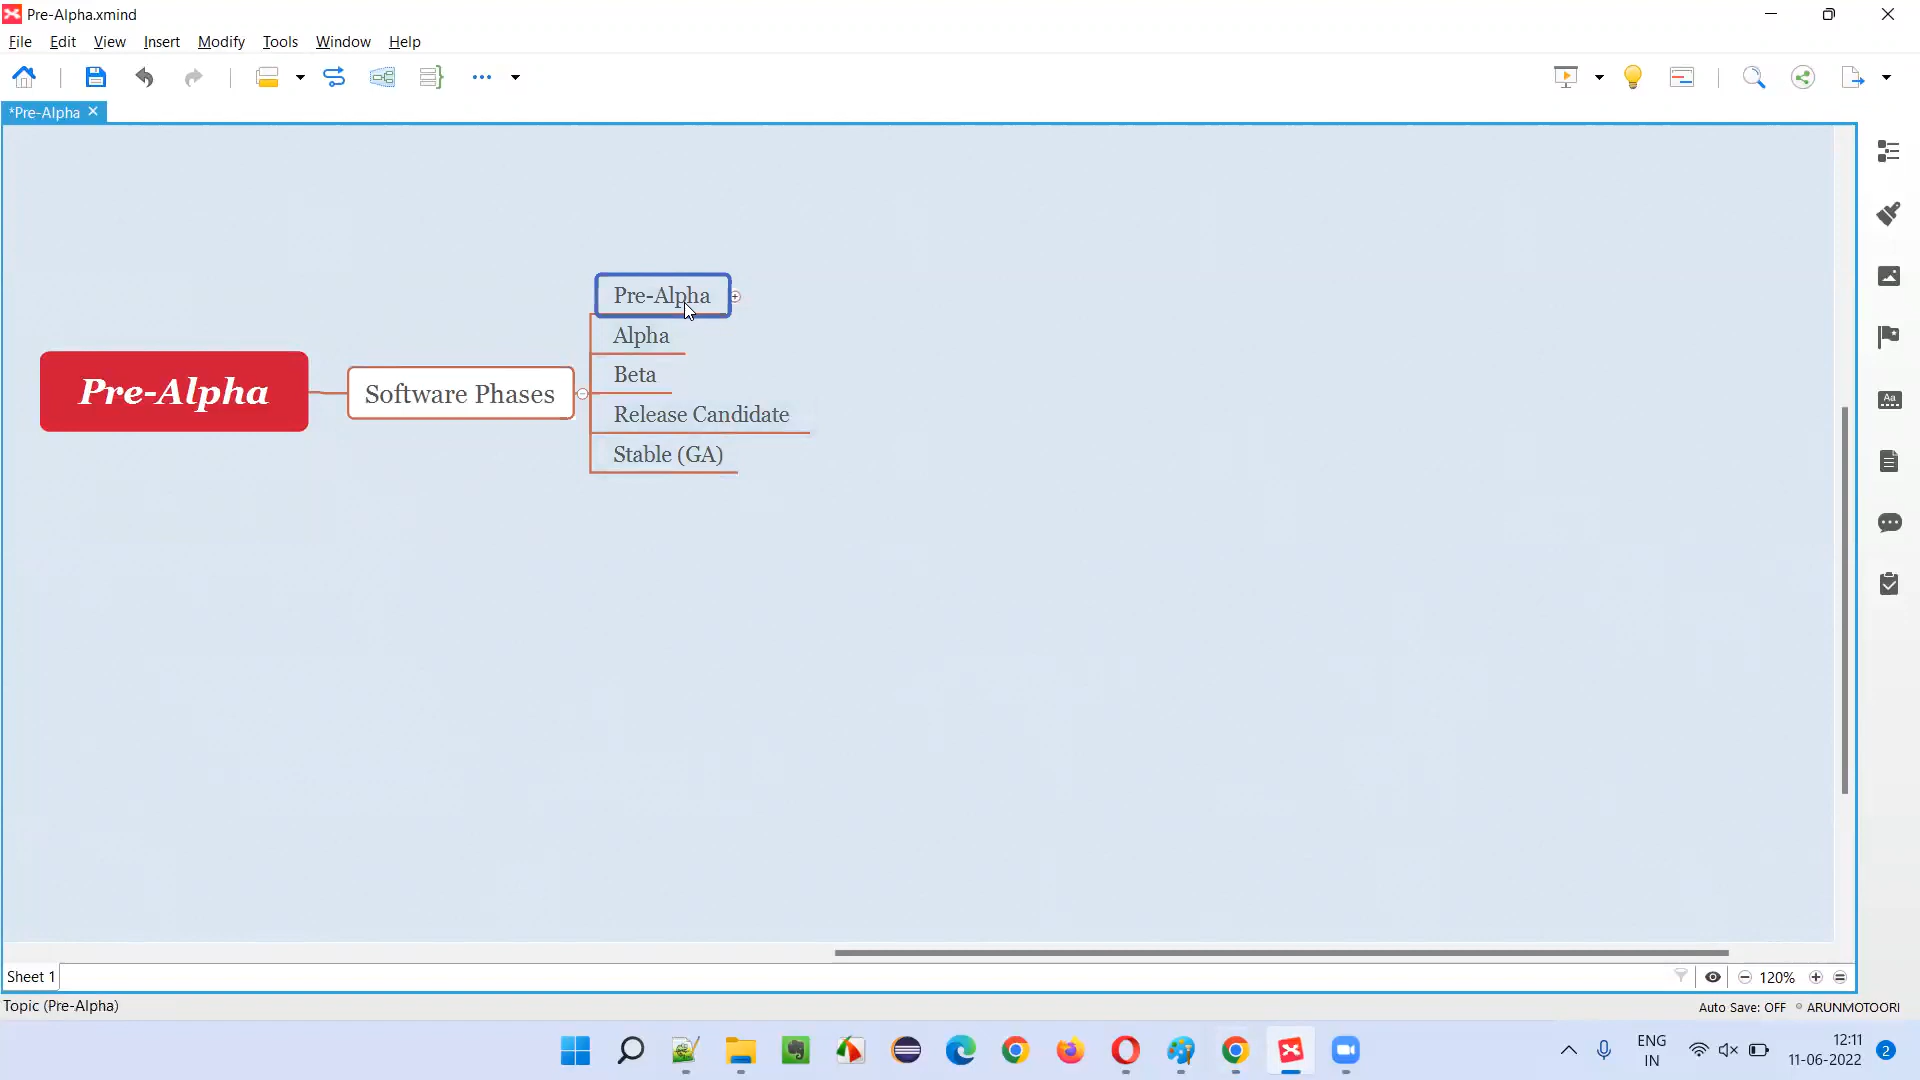 Pre-Alpha.xmind
File Edit View Insert Modify Tools Window Help
*Pre-Alpha
Pre-Alpha
Alpha
Beta
Release Candidate
Stable (GA)
Pre-Alpha
Software Phases
Aa
Sheet 1
120%
Topic (Pre-Alpha)
Auto Save: OFF
ARUNMOTOORI
ENG
IN
12:11
11-06-2022
2